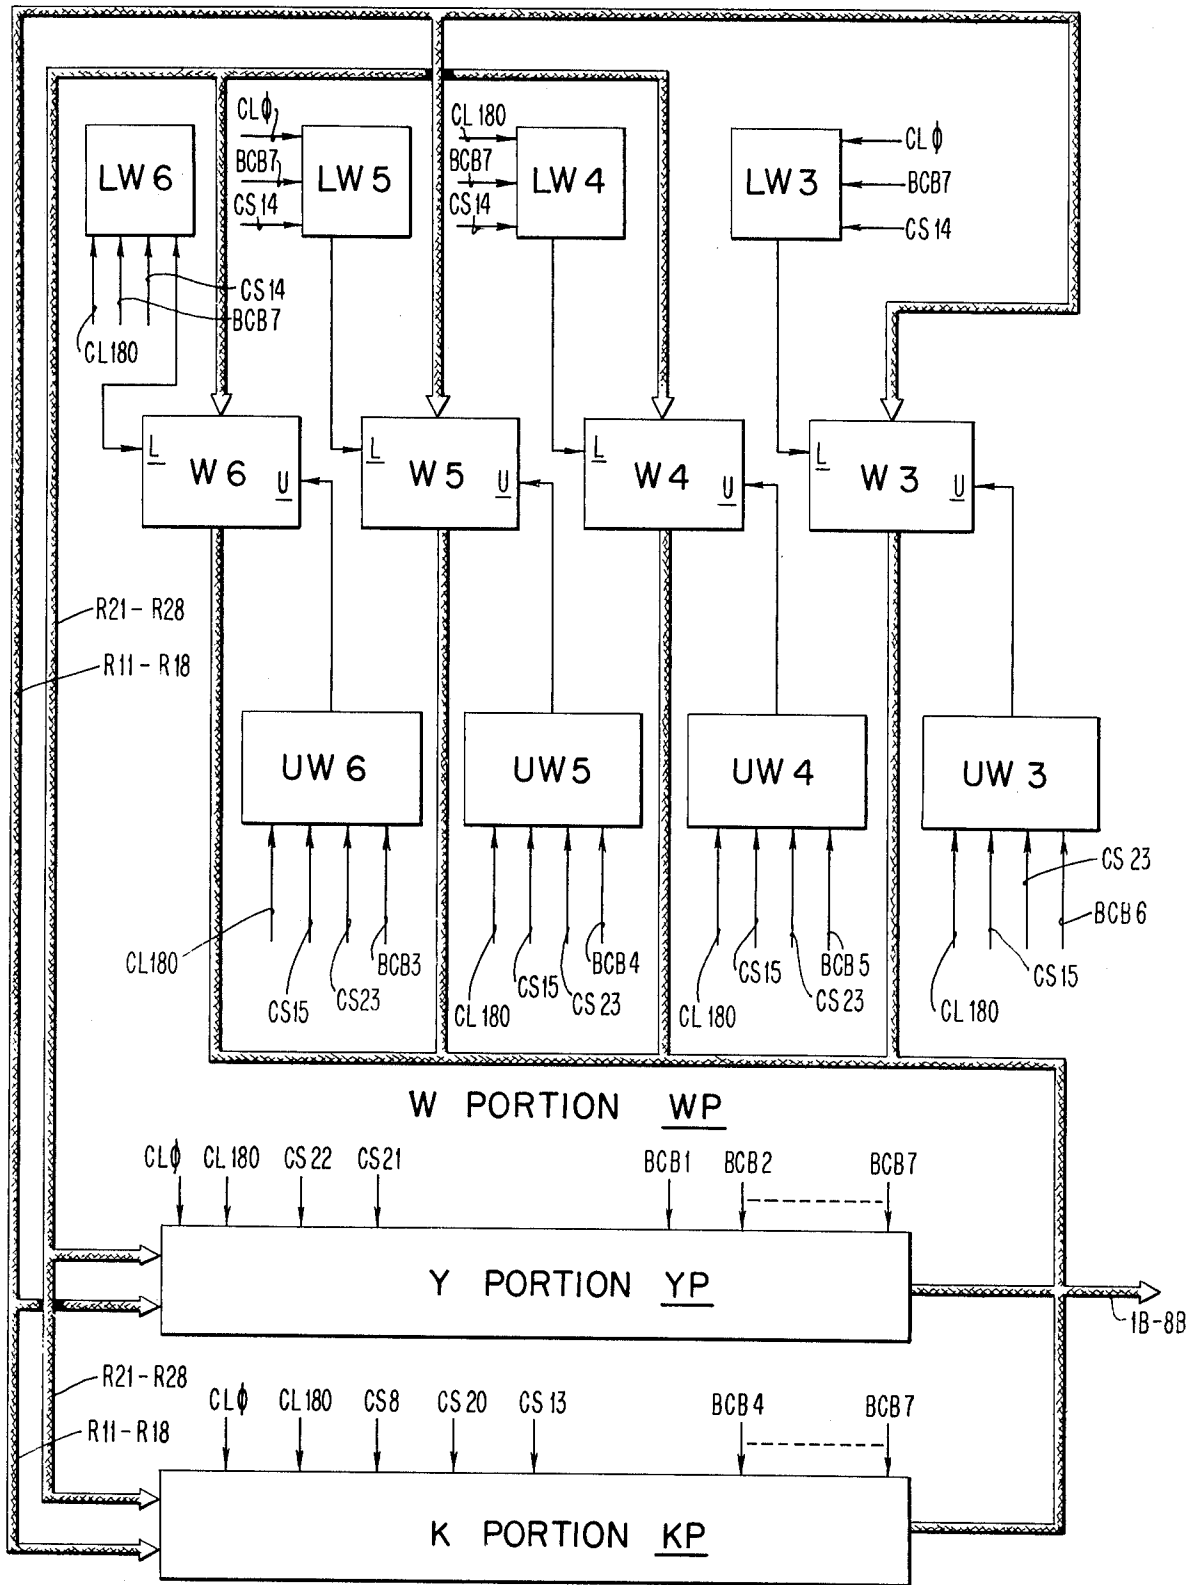 CLϕ
BCB7
CS14
CL180
BCB7
CS14
CLϕ
BCB7
CS14
LW6
LW5
LW4
LW3
CS14
BCB7
CL180
L
W6
U
L
W5
U
L
W4
U
L
W3
U
R21-R28
R11-R18
UW6
UW5
UW4
UW3
CL180
CS15
CS23
BCB3
CL180
CS15
CS23
BCB4
CL180
CS15
CS23
BCB5
CS23
BCB6
CS15
CL180
W PORTION WP
CLϕ CL180 CS22 CS21 BCB1 BCB2 BCB7
Y PORTION YP
1B-8B
R21-R28
R11-R18
CLϕ CL180 CS8 CS20 CS13 BCB4 BCB7
K PORTION KP